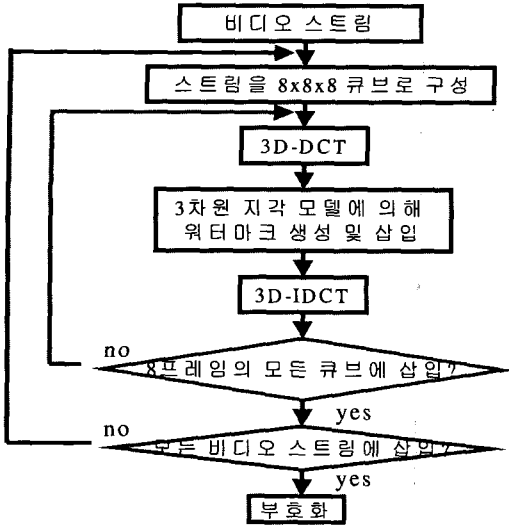 비디오 스트림
스트림을 8x8x8 큐브로 구성
3D-DCT
3차원 지각 모델에 의해
워터마크 생성 및 삽입
3D-IDCT
no
8프레임의 모든 큐브에 삽입?
yes
no
모든 비디오 스트링에 삽입?
yes
부호화